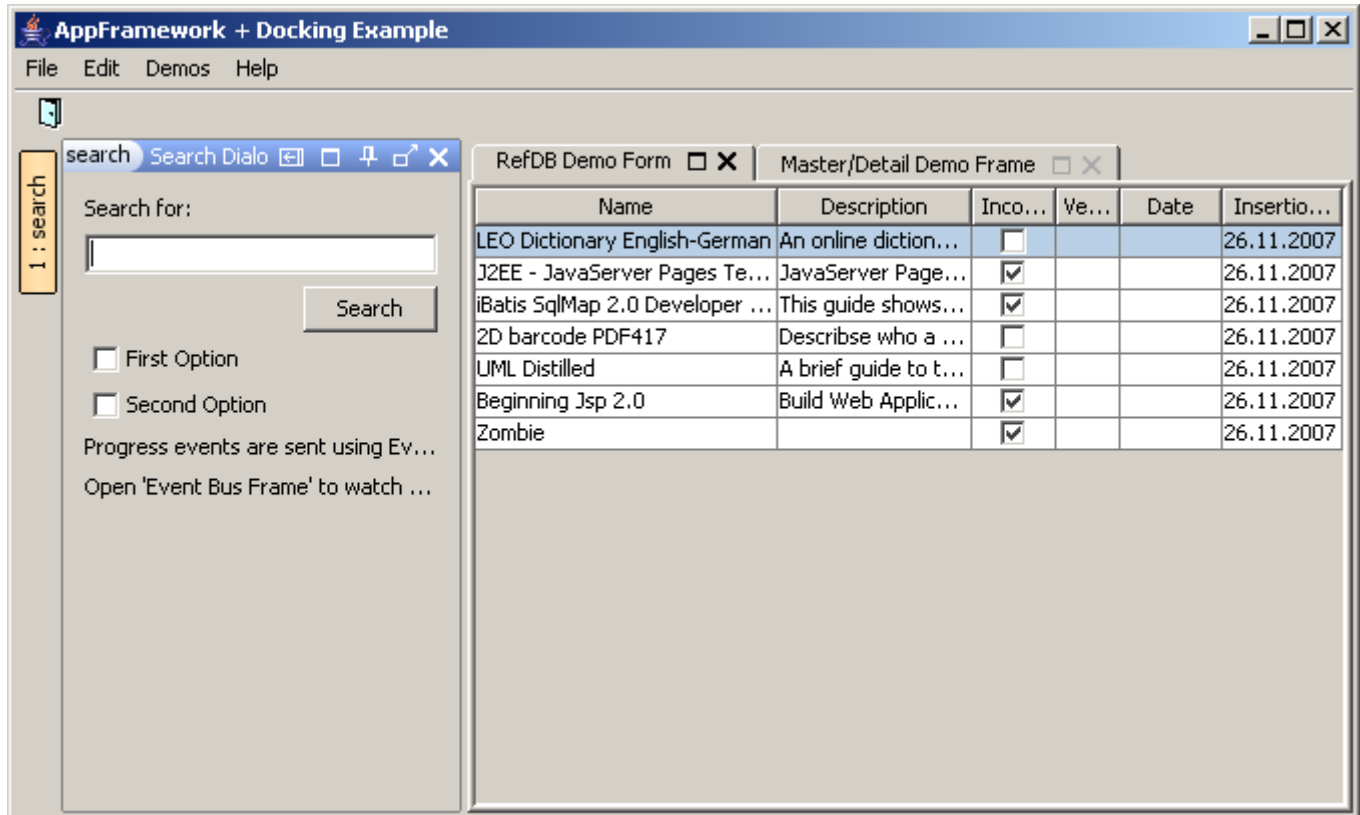 AppFramework + Docking Example
File Edit Demos Help
1 : search
search Search Dialo
Search for:
Search
First Option
Second Option
Progress events are sent using Ev...
Open 'Event Bus Frame' to watch ...
RefDB Demo Form Master/Detail Demo Frame
Name Description Inco... Ve... Date Insertio...
LEO Dictionary English-German An online diction... 26.11.2007
J2EE - JavaServer Pages Te... JavaServer Page... 26.11.2007
iBatis SqlMap 2.0 Developer ... This guide shows... 26.11.2007
2D barcode PDF417 Describse who a ... 26.11.2007
UML Distilled A brief guide to t... 26.11.2007
Beginning Jsp 2.0 Build Web Applic... 26.11.2007
Zombie 26.11.2007